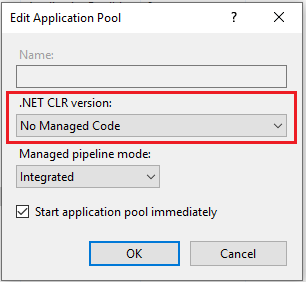 Edit Application Pool
Name:
.NET CLR version:
No Managed Code
Managed pipeline mode:
Integrated
Start application pool immediately
OK
Cancel